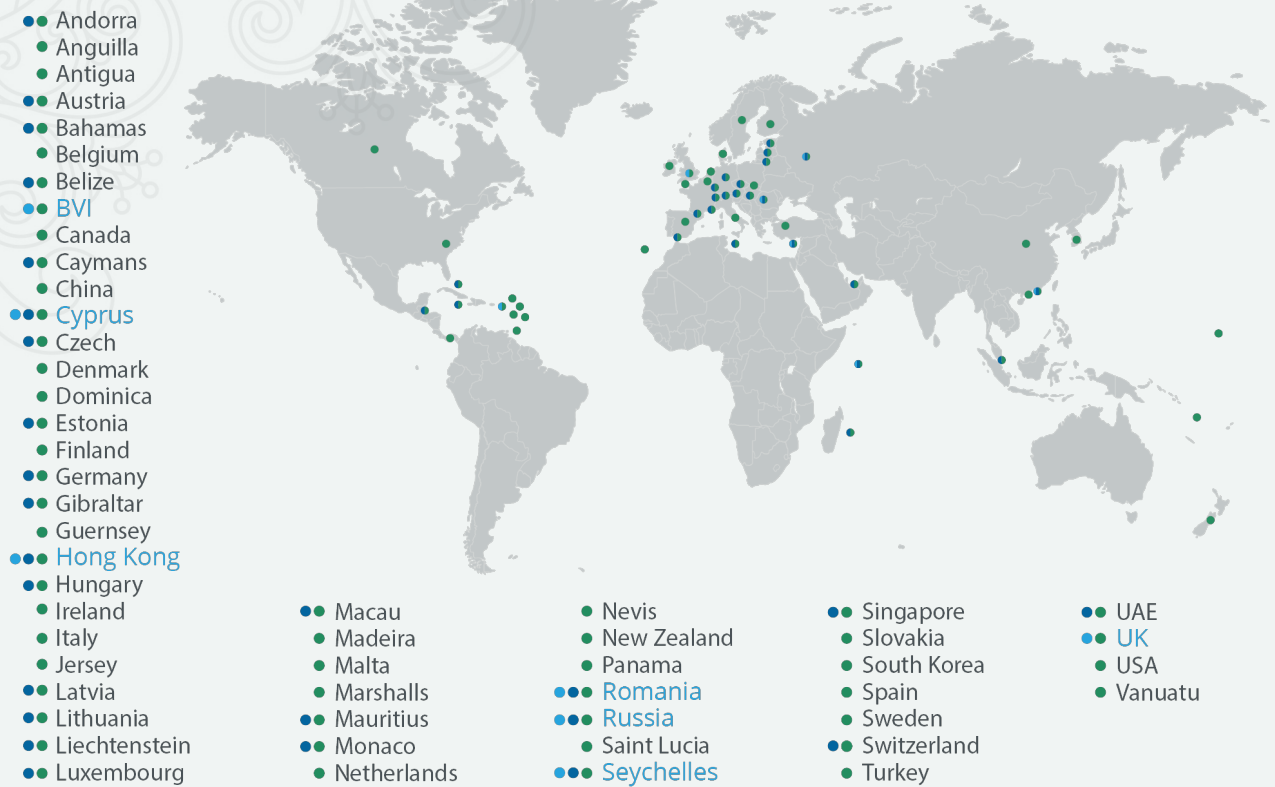 Andorra
Anguilla
Antigua
Austria
Bahamas
Belgium
Belize
BVI
Canada
Caymans
China
Cyprus
Czech
Denmark
Dominica
Estonia
Finland
Germany
Gibraltar
Guernsey
Hong Kong
Hungary
Ireland
Italy
Jersey
Latvia
Lithuania
Liechtenstein
Luxembourg
Macau
Madeira
Malta
Marshalls
Mauritius
Monaco
Netherlands
Nevis
New Zealand
Panama
Romania
Russia
Saint Lucia
Seychelles
Singapore
Slovakia
South Korea
Spain
Sweden
Switzerland
Turkey
UAE
UK
USA
Vanuatu